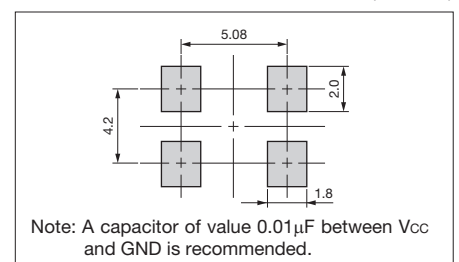 5.08
2.0
4.2
1.8
Note: A capacitor of value 0.01μF between Vcc
and GND is recommended.